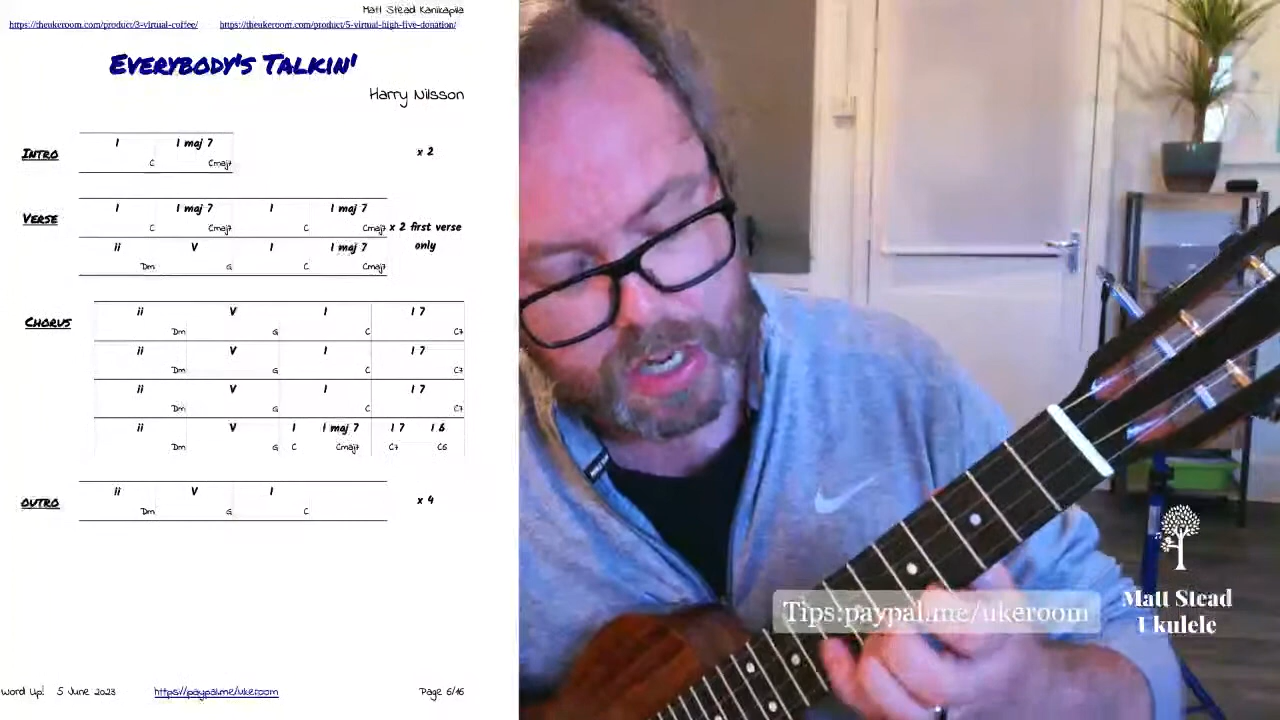 Matt Stead Kanikapila
https://theukeroom.com/product/3-virtual-coffee/ https://theukeroom.com/product/5-virtual-high-five-donation/
Everybody's Talkin'
Harry Nilsson
Intro
I I maj 7
x 2
C Cmaj7
Verse
I I maj 7 I I maj 7
C Cmaj7 C Cmaj7
x 2 first verse
only
ii V I I maj 7
Dm G C Cmaj7
Chorus
ii V I I 7
Dm G C C7
ii V I I 7
Dm G C C7
ii V I I 7
Dm G C C7
ii V I I maj 7 I 7 I 6
Dm G C Cmaj7 C7 C6
Outro
ii V I
x 4
Dm G C
Word Up! 5 June 2023 https://paypal.me/ukeroom Page 6/16
Tips:paypal.me/ukeroom
Matt Stead
Ukulele